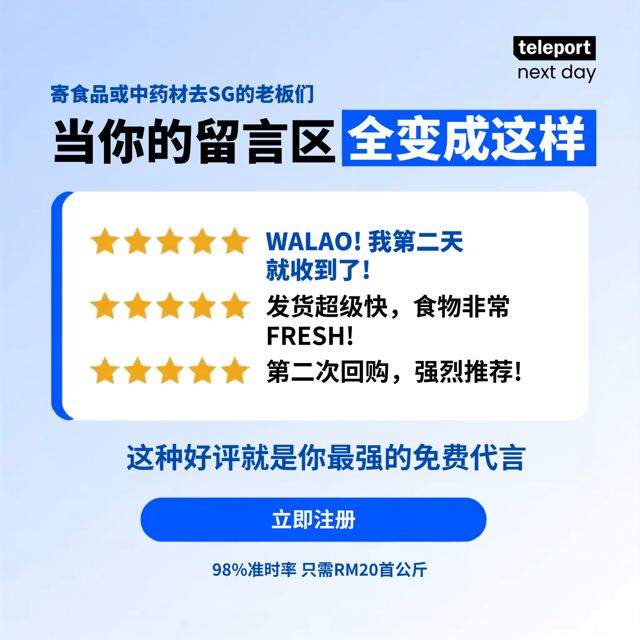 teleport
next day
寄食品或中药材去SG的老板们
当你的留言区 全变成这样
WALAO! 我第二天
就收到了!
发货超级快，食物非常
FRESH!
第二次回购，强烈推荐!
这种好评就是你最强的免费代言
立即注册
98%准时率 只需RM20首公斤